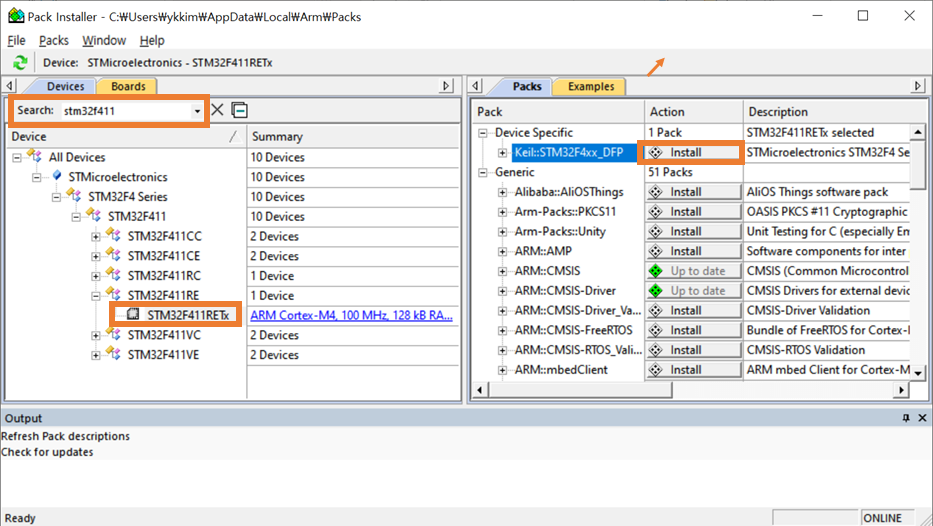 Pack Installer - C:₩Users₩ykkim₩AppData₩Local₩Arm₩Packs
File Packs Window Help
Device: STMicroelectronics - STM32F411RETx
Devices Boards
Search: stm32f411
Device Summary
All Devices 10 Devices
STMicroelectronics 10 Devices
STM32F4 Series 10 Devices
STM32F411 10 Devices
STM32F411CC 2 Devices
STM32F411CE 2 Devices
STM32F411RC 1 Device
STM32F411RE 1 Device
STM32F411RETx ARM Cortex-M4, 100 MHz, 128 kB RA...
STM32F411VC 2 Devices
STM32F411VE 2 Devices
Packs Examples
Pack Action Description
Device Specific 1 Pack STM32F411RETx selected
Keil::STM32F4xx_DFP Install STMicroelectronics STM32F4 Se
Generic 51 Packs
Alibaba::AliOSThings Install AliOS Things software pack
Arm-Packs::PKCS11 Install OASIS PKCS #11 Cryptographic
Arm-Packs::Unity Install Unit Testing for C (especially Em
ARM::AMP Install Software components for inter
ARM::CMSIS Up to date CMSIS (Common Microcontrol
ARM::CMSIS-Driver Up to date CMSIS Drivers for external devic
ARM::CMSIS-Driver_Va... Install CMSIS-Driver Validation
ARM::CMSIS-FreeRTOS Install Bundle of FreeRTOS for Cortex-
ARM::CMSIS-RTOS_Vali... Install CMSIS-RTOS Validation
ARM::mbedClient Install ARM mbed Client for Cortex-M
Output
Refresh Pack descriptions
Check for updates
Ready ONLINE